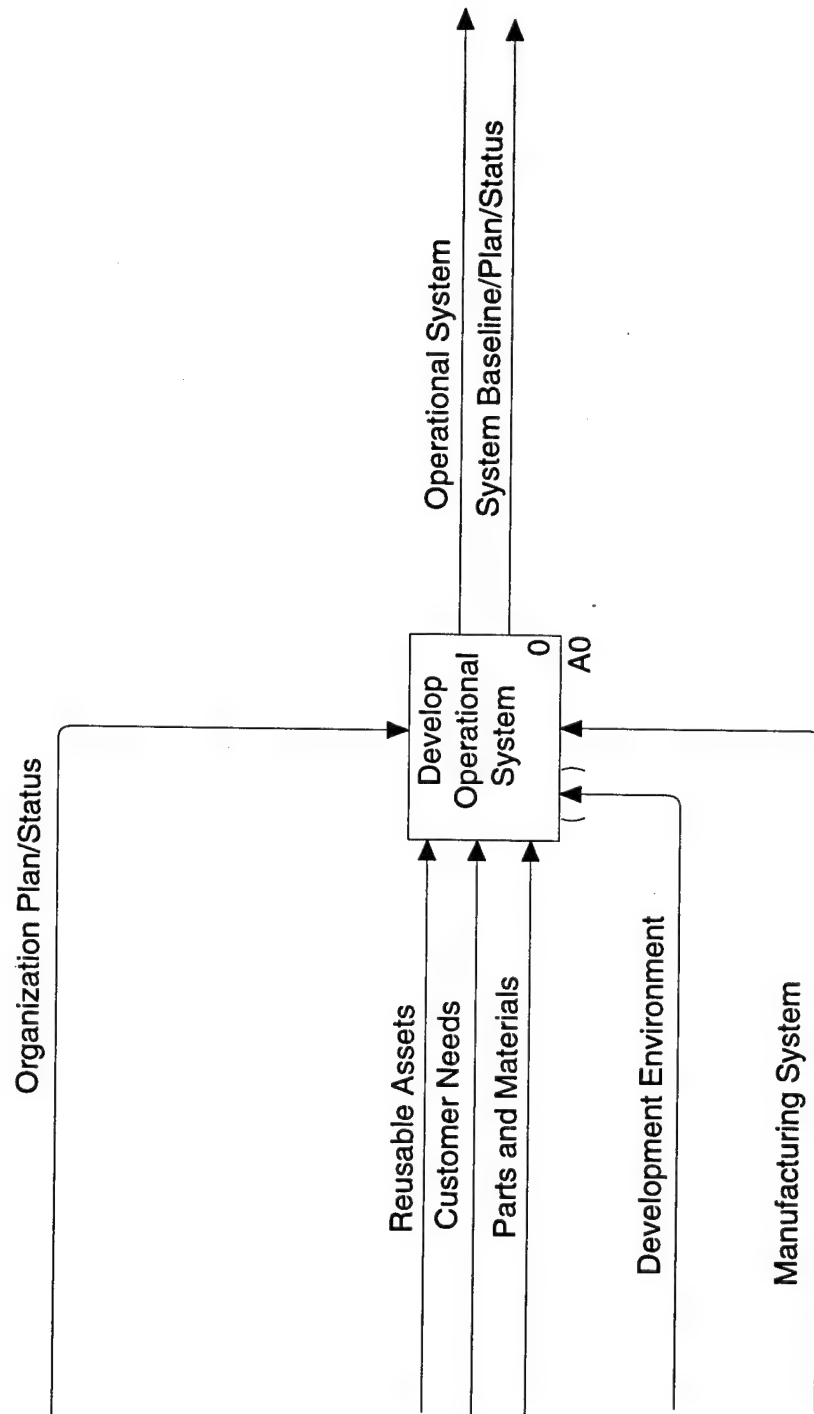 Organization Plan/Status
Reusable Assets
Customer Needs
Parts and Materials
Develop
Operational
System
0
A0
Operational System
System Baseline/Plan/Status
Development Environment
Manufacturing System